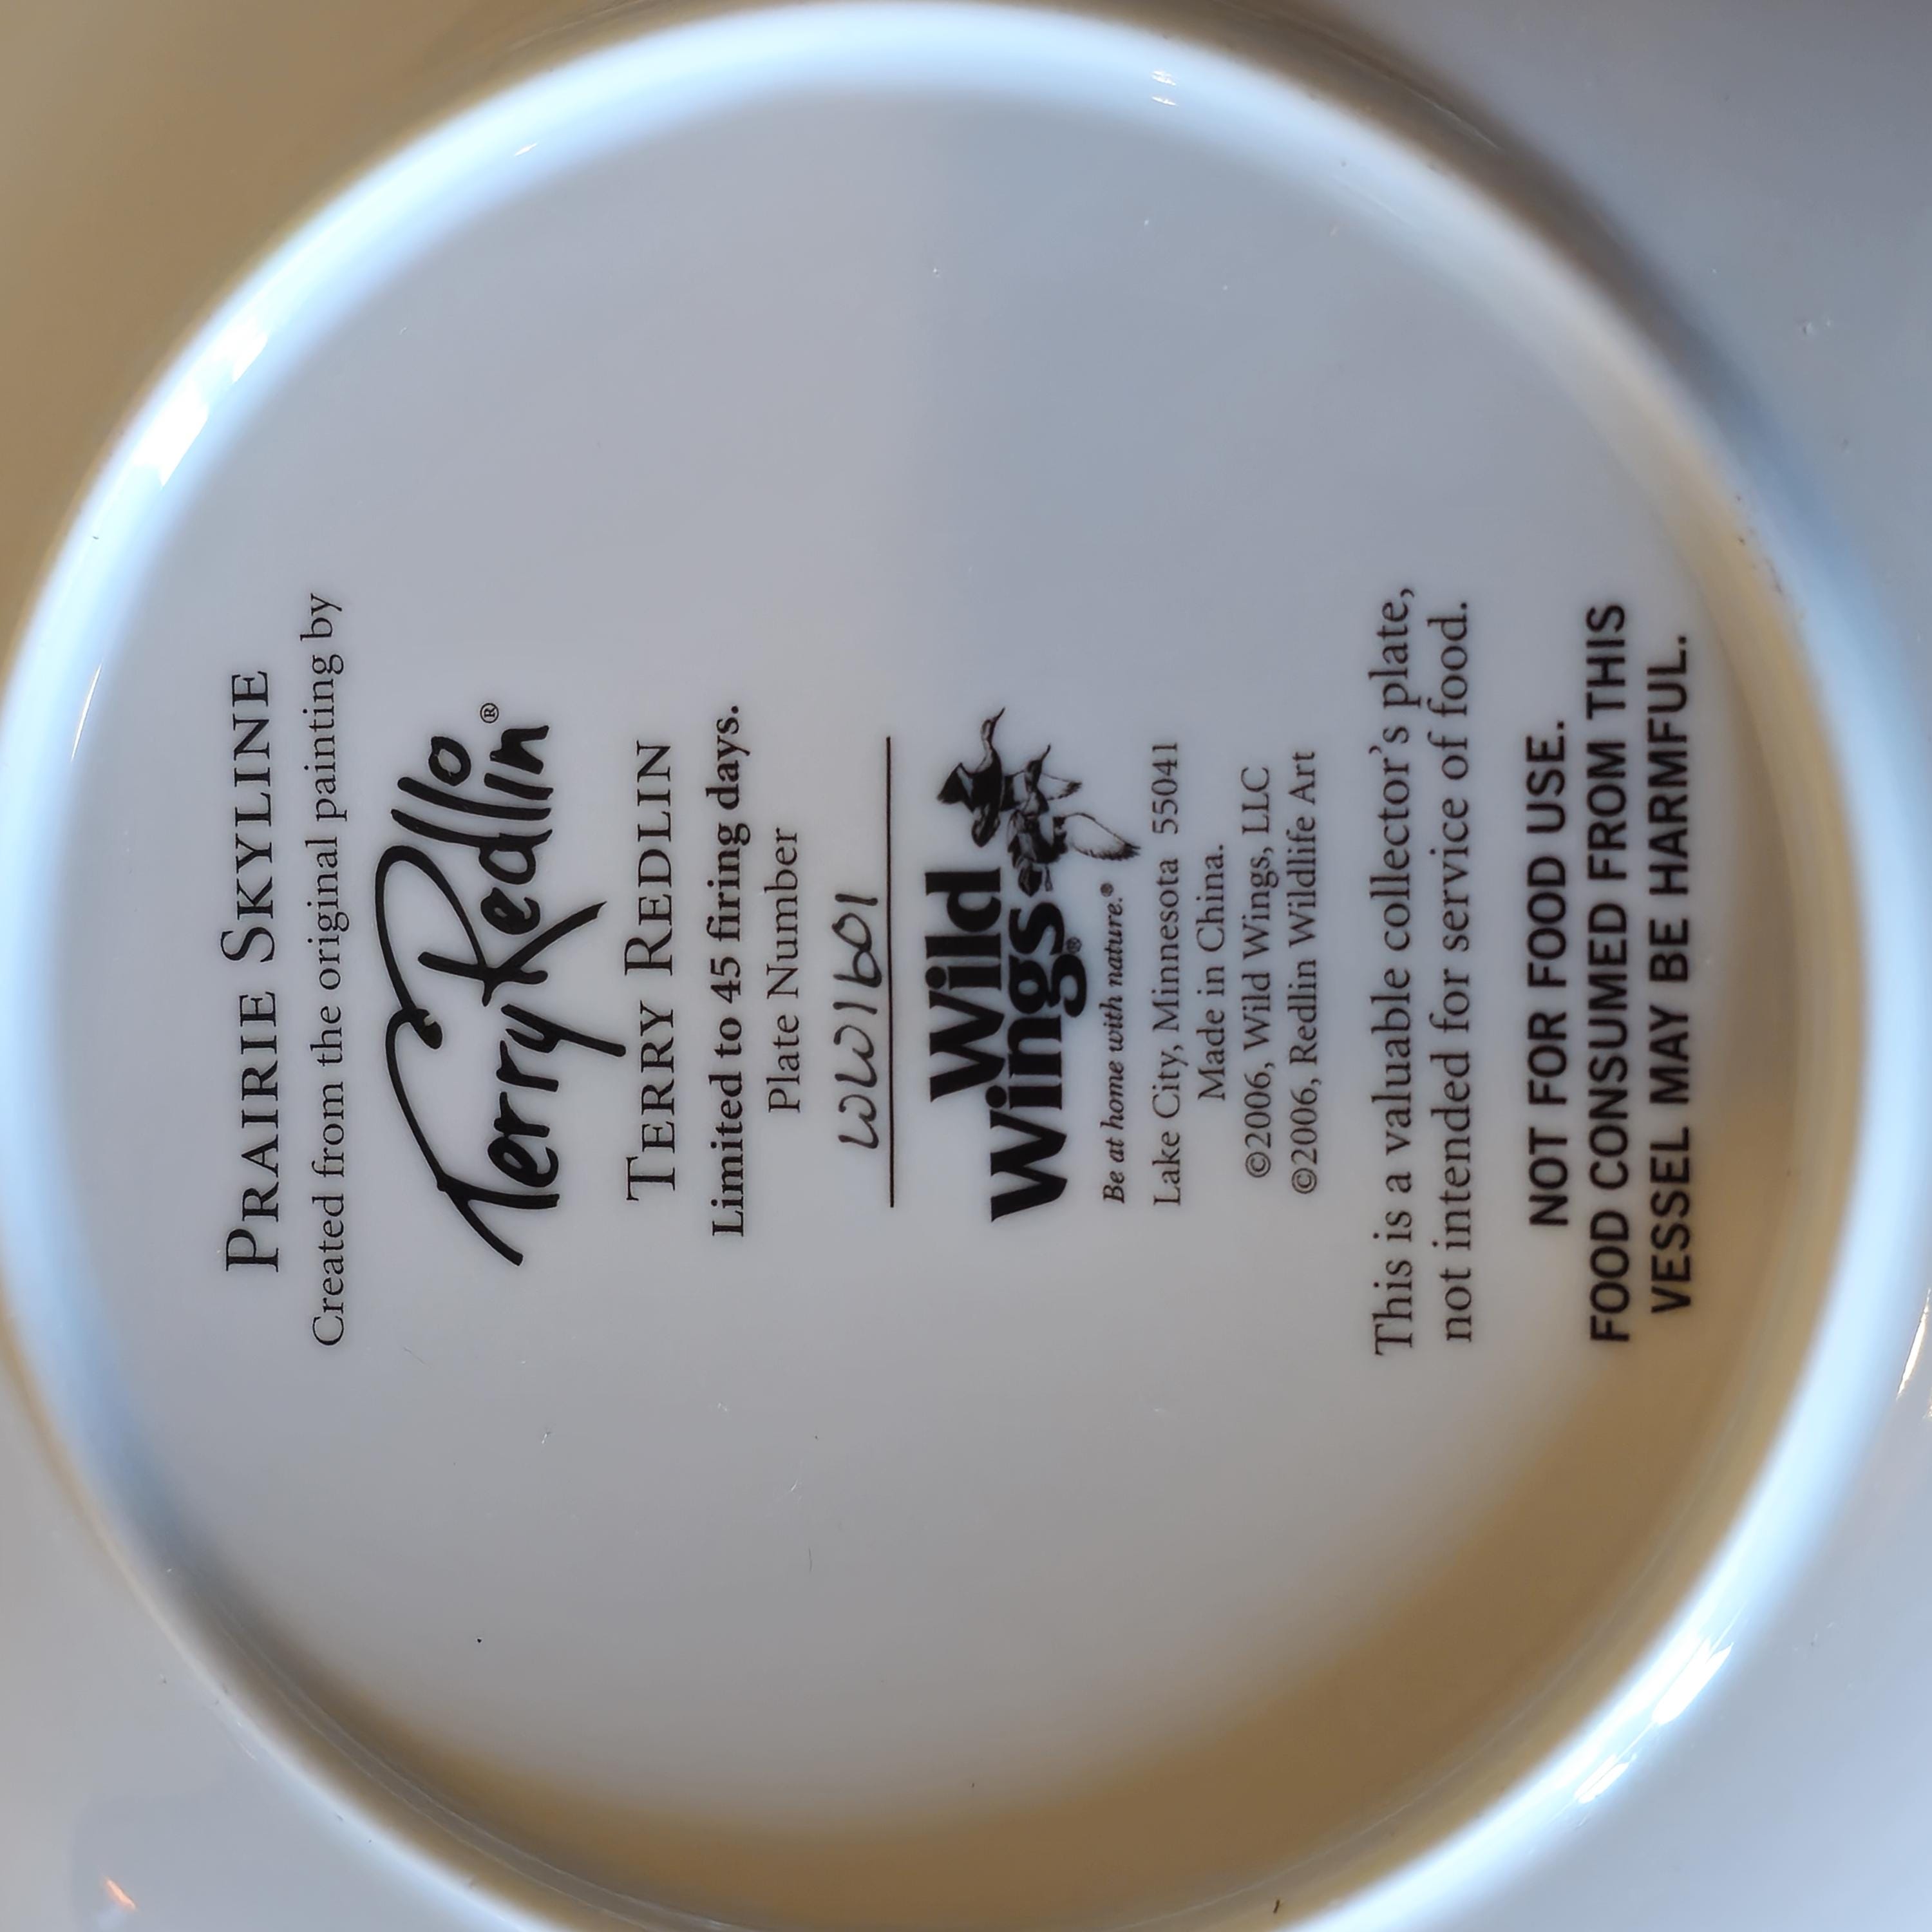 PRAIRIE SKYLINE
Created from the original painting by
Terry Redlin®
TERRY REDLIN
Limited to 45 firing days.
Plate Number
WW1601
Wild
Wings®
Be at home with nature.®
Lake City, Minnesota 55041
Made in China.
©2006, Wild Wings, LLC
©2006, Redlin Wildlife Art
This is a valuable collector's plate,
not intended for service of food.
NOT FOR FOOD USE.
FOOD CONSUMED FROM THIS
VESSEL MAY BE HARMFUL.